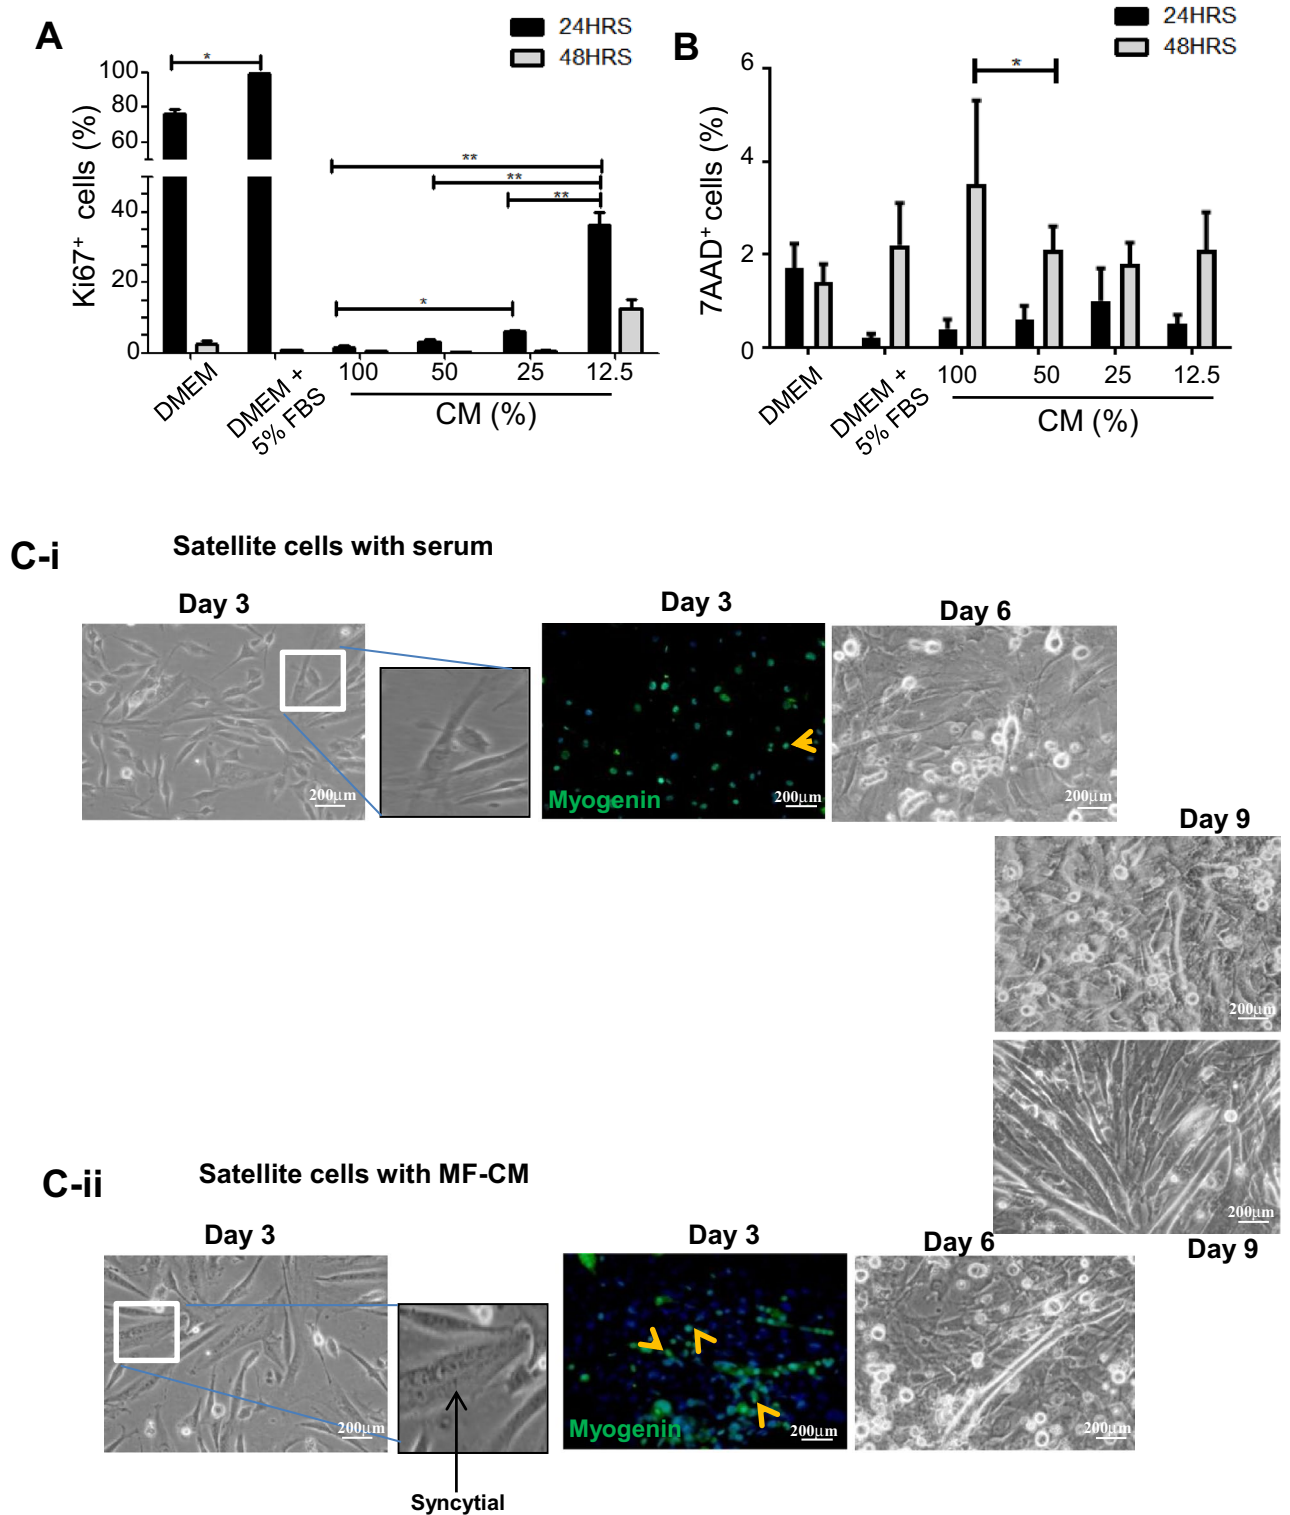 A
24HRS
48HRS
*
**
**
**
*
100
80
60
40
20
0
Ki67+ cells (%)
DMEM
DMEM +
5% FBS
100 50 25 12.5
CM (%)
B
24HRS
48HRS
*
6
4
2
0
7AAD+ cells (%)
DMEM
DMEM +
5% FBS
100 50 25 12.5
CM (%)
C-i
Satellite cells with serum
Day 3
Day 3
Day 6
200µm
Myogenin
200µm
200µm
Day 9
200µm
200µm
Day 9
C-ii
Satellite cells with MF-CM
Day 3
Day 3
Day 6
200µm
Myogenin
200µm
200µm
Syncytial